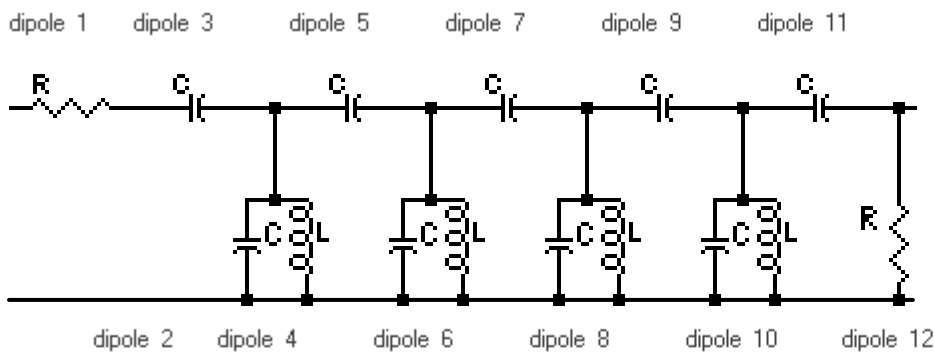 dipole 1 dipole 3 dipole 5 dipole 7 dipole 9 dipole 11
R C C C C C
C L C L C L C L R
dipole 2 dipole 4 dipole 6 dipole 8 dipole 10 dipole 12